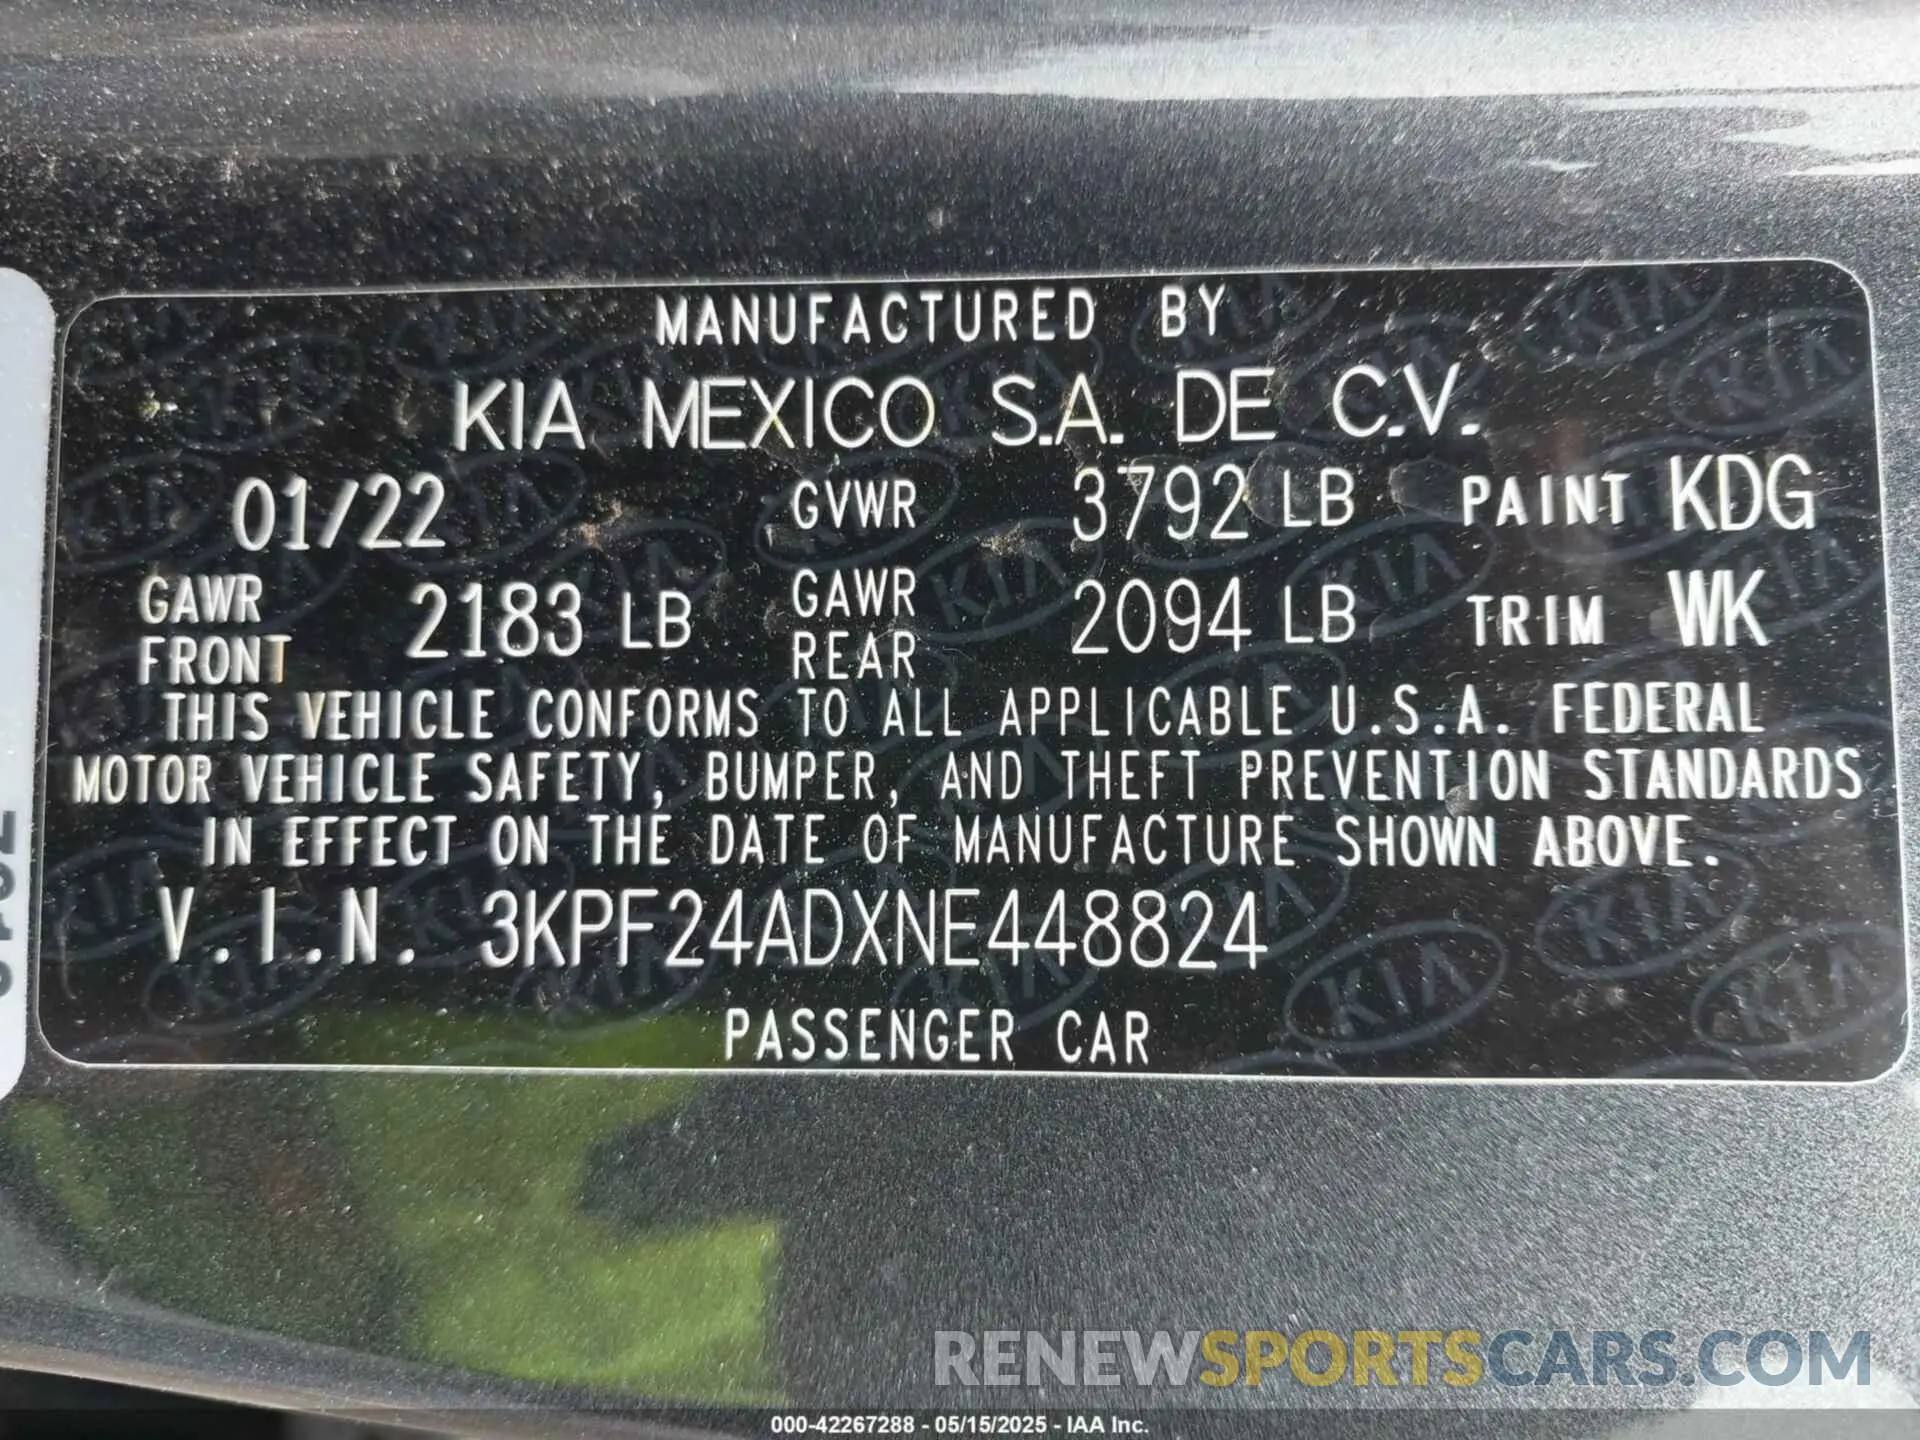 MANUFACTURED BY
KIA MEXICO S.A. DE C.V.
01/22 GVWR 3792 LB PAINT KDG
GAWR FRONT 2183 LB GAWR REAR 2094 LB TRIM WK
THIS VEHICLE CONFORMS TO ALL APPLICABLE U.S.A. FEDERAL
MOTOR VEHICLE SAFETY, BUMPER, AND THEFT PREVENTION STANDARDS
IN EFFECT ON THE DATE OF MANUFACTURE SHOWN ABOVE.
V.I.N. 3KPF24ADXNE448824
PASSENGER CAR
RENEWSPORTSCARS.COM
000-42267288 - 05/15/2025 - IAA Inc.